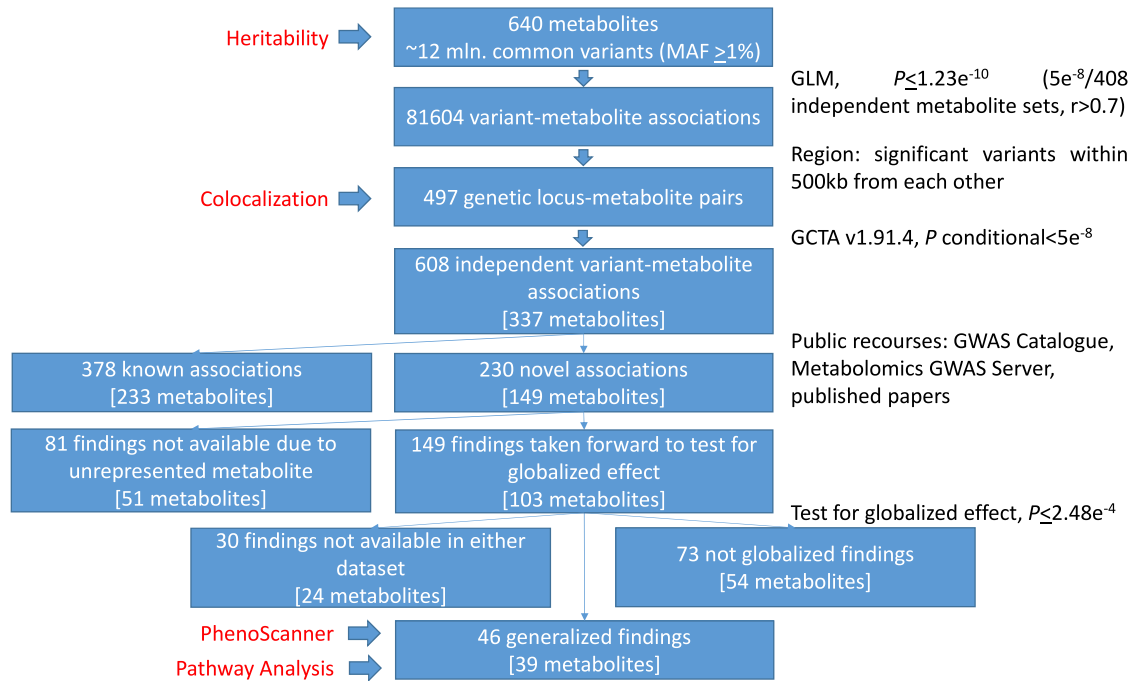 Heritability
640 metabolites
~12 mln. common variants (MAF ≥1%)
GLM, P≤1.23e-10 (5e-8/408
independent metabolite sets, r>0.7)
81604 variant-metabolite associations
Region: significant variants within
500kb from each other
Colocalization
497 genetic locus-metabolite pairs
GCTA v1.91.4, P conditional<5e-8
608 independent variant-metabolite
associations
[337 metabolites]
Public recourses: GWAS Catalogue,
Metabolomics GWAS Server,
published papers
378 known associations
[233 metabolites]
230 novel associations
[149 metabolites]
81 findings not available due to
unrepresented metabolite
[51 metabolites]
149 findings taken forward to test for
globalized effect
[103 metabolites]
Test for globalized effect, P≤2.48e-4
30 findings not available in either
dataset
[24 metabolites]
73 not globalized findings
[54 metabolites]
PhenoScanner
Pathway Analysis
46 generalized findings
[39 metabolites]